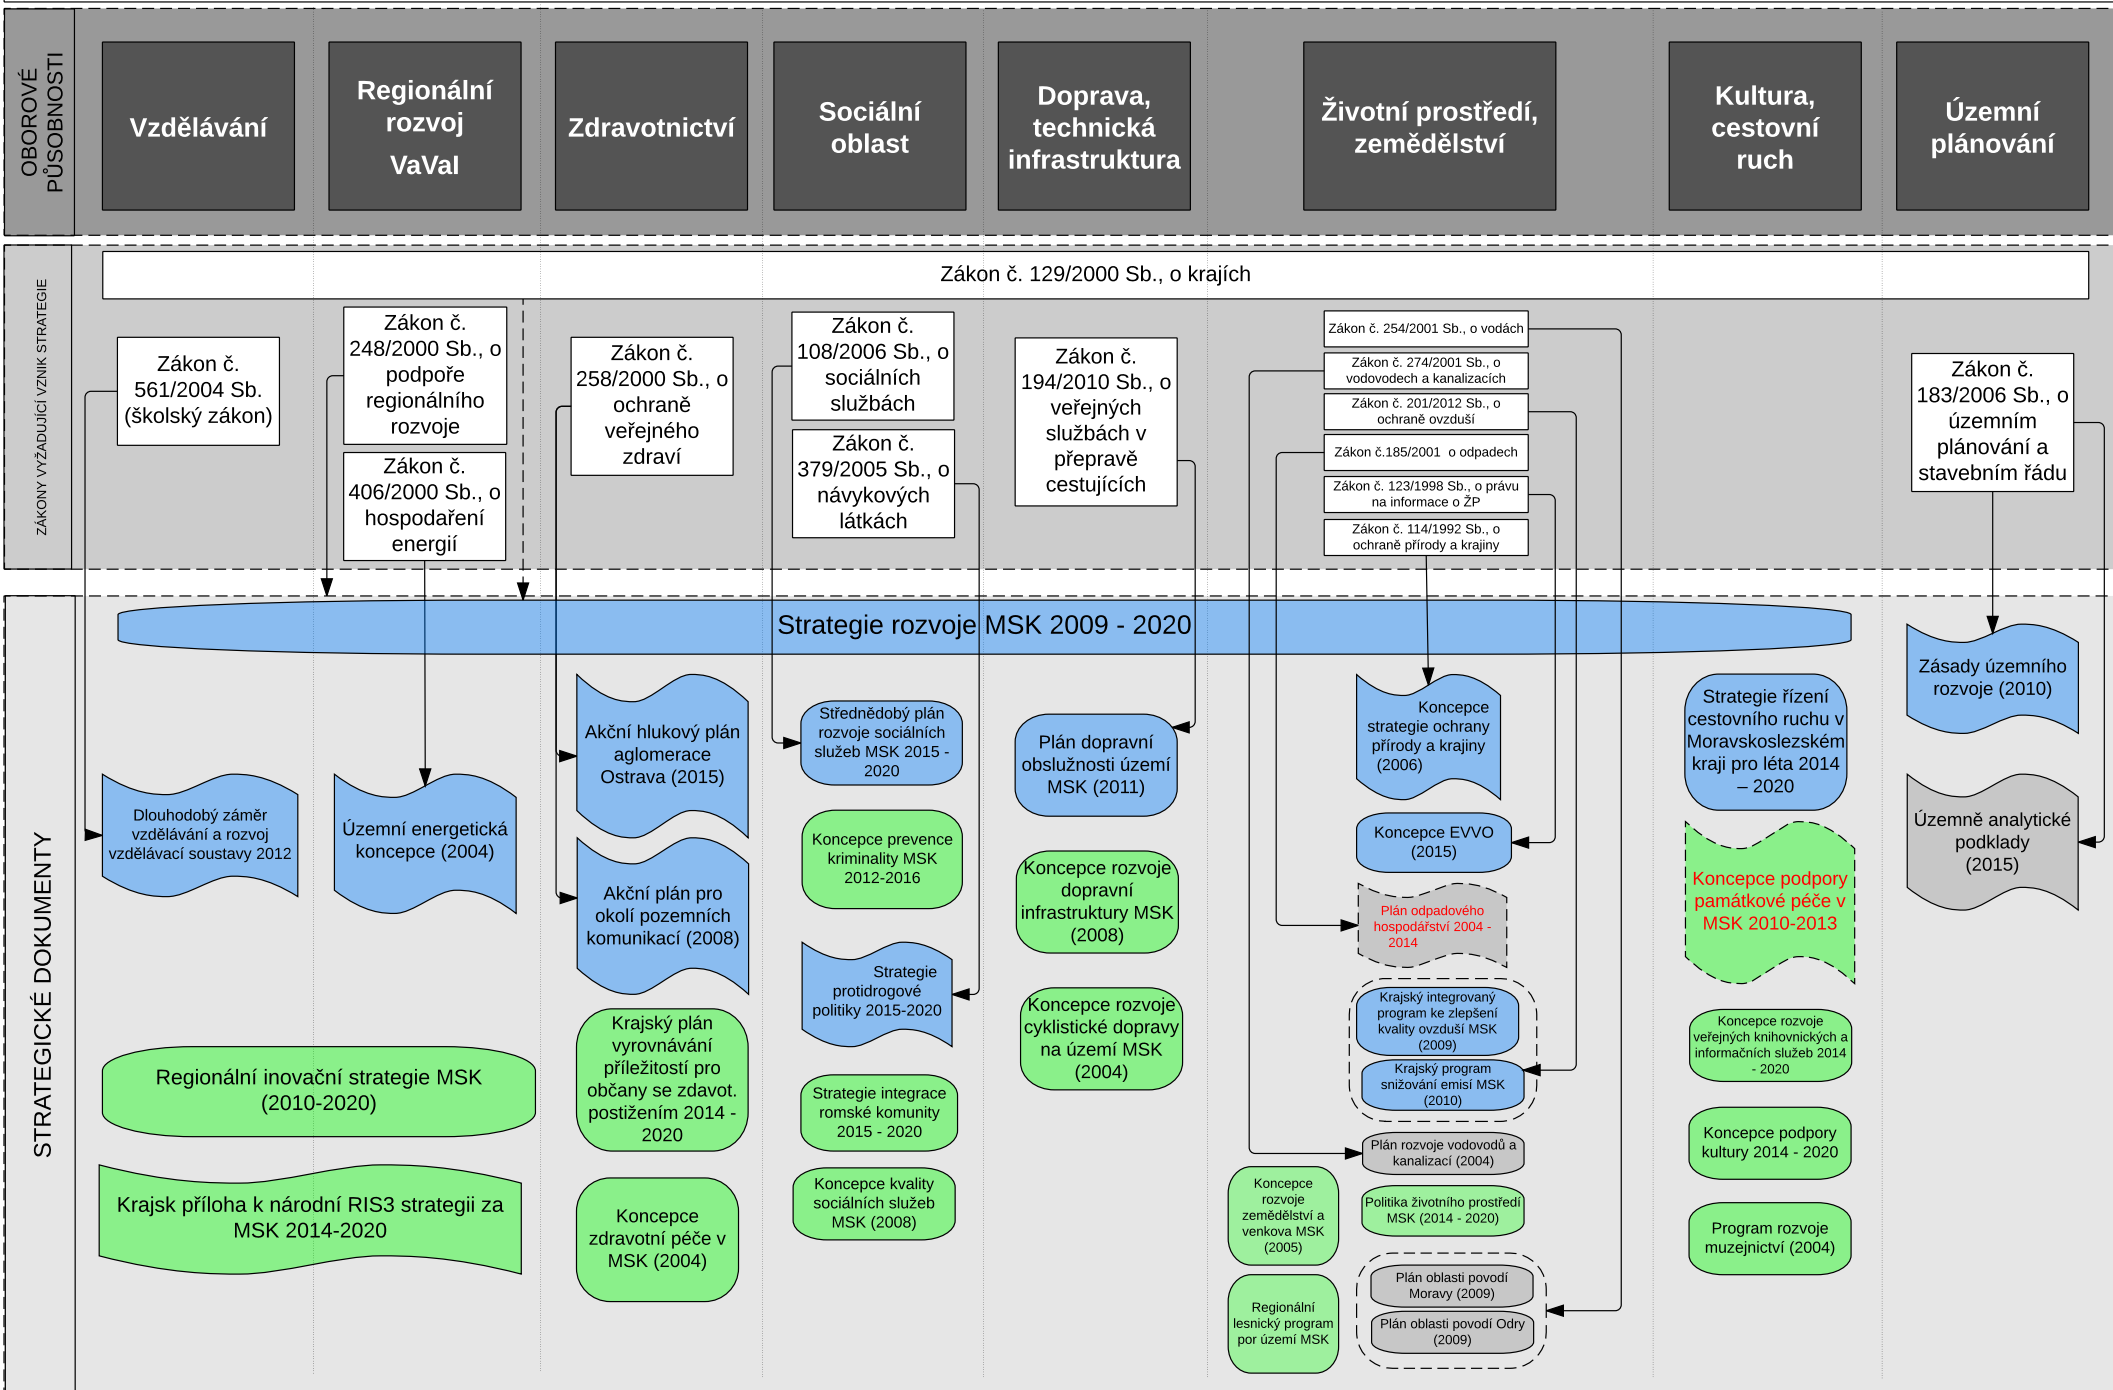 OBOROVÉ
PŮSOBNOSTI
Vzdělávání
Regionální
rozvoj
VaVaI
Zdravotnictví
Sociální
oblast
Doprava,
technická
infrastruktura
Životní prostředí,
zemědělství
Kultura,
cestovní
ruch
Územní
plánování
ZÁKONY VYŽADUJÍCÍ VZNIK STRATEGIE
Zákon č. 129/2000 Sb., o krajích
Zákon č.
561/2004 Sb.
(školský zákon)
Zákon č.
248/2000 Sb., o
podpoře
regionálního
rozvoje
Zákon č.
406/2000 Sb., o
hospodaření
energií
Zákon č.
258/2000 Sb., o
ochraně
veřejného
zdraví
Zákon č.
108/2006 Sb., o
sociálních
službách
Zákon č.
379/2005 Sb., o
návykových
látkách
Zákon č.
194/2010 Sb., o
veřejných
službách v
přepravě
cestujících
Zákon č. 254/2001 Sb., o vodách
Zákon č. 274/2001 Sb., o
vodovodech a kanalizacích
Zákon č. 201/2012 Sb., o
ochraně ovzduší
Zákon č.185/2001  o odpadech
Zákon č. 123/1998 Sb., o právu
na informace o ŽP
Zákon č. 114/1992 Sb., o
ochraně přírody a krajiny
Zákon č.
183/2006 Sb., o
územním
plánování a
stavebním řádu
STRATEGICKÉ DOKUMENTY
Strategie rozvoje MSK 2009 - 2020
Dlouhodobý záměr
vzdělávání a rozvoj
vzdělávací soustavy 2012
Územní energetická
koncepce (2004)
Regionální inovační strategie MSK
(2010-2020)
Krajsk příloha k národní RIS3 strategii za
MSK 2014-2020
Akční hlukový plán
aglomerace
Ostrava (2015)
Akční plán pro
okolí pozemních
komunikací (2008)
Krajský plán
vyrovnávání
příležitostí pro
občany se zdavot.
postižením 2014 -
2020
Koncepce
zdravotní péče v
MSK (2004)
Střednědobý plán
rozvoje sociálních
služeb MSK 2015 -
2020
Koncepce prevence
kriminality MSK
2012-2016
Strategie
protidrogové
politiky 2015-2020
Strategie integrace
romské komunity
2015 - 2020
Koncepce kvality
sociálních služeb
MSK (2008)
Plán dopravní
obslužnosti území
MSK (2011)
Koncepce rozvoje
dopravní
infrastruktury MSK
(2008)
Koncepce rozvoje
cyklistické dopravy
na území MSK
(2004)
Koncepce
strategie ochrany
přírody a krajiny
(2006)
Koncepce EVVO
(2015)
Plán odpadového
hospodářství 2004 -
2014
Krajský integrovaný
program ke zlepšení
kvality ovzduší MSK
(2009)
Krajský program
snižování emisí MSK
(2010)
Plán rozvoje vodovodů a
kanalizací (2004)
Koncepce
rozvoje
zemědělství a
venkova MSK
(2005)
Politika životního prostředí
MSK (2014 - 2020)
Regionální
lesnický program
por území MSK
Plán oblasti povodí
Moravy (2009)
Plán oblasti povodí Odry
(2009)
Strategie řízení
cestovního ruchu v
Moravskoslezském
kraji pro léta 2014
– 2020
Koncepce podpory
památkové péče v
MSK 2010-2013
Koncepce rozvoje
veřejných knihovnických a
informačních služeb 2014
- 2020
Koncepce podpory
kultury 2014 - 2020
Program rozvoje
muzejnictví (2004)
Zásady územního
rozvoje (2010)
Územně analytické
podklady
(2015)